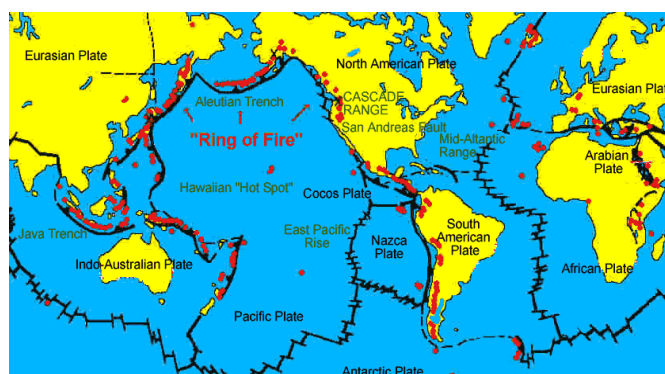 Eurasian Plate
North American Plate
Eurasian Plate
Aleutian Trench
CASCADE
RANGE
"Ring of Fire"
San Andreas Fault
Mid-Altantic
Range
Arabian
Plate
Hawaiian "Hot Spot"
Cocos Plate
Java Trench
East Pacific
Rise
South
American
Plate
Nazca
Plate
Indo-Australian Plate
African Plate
Pacific Plate
Antarctic Plate